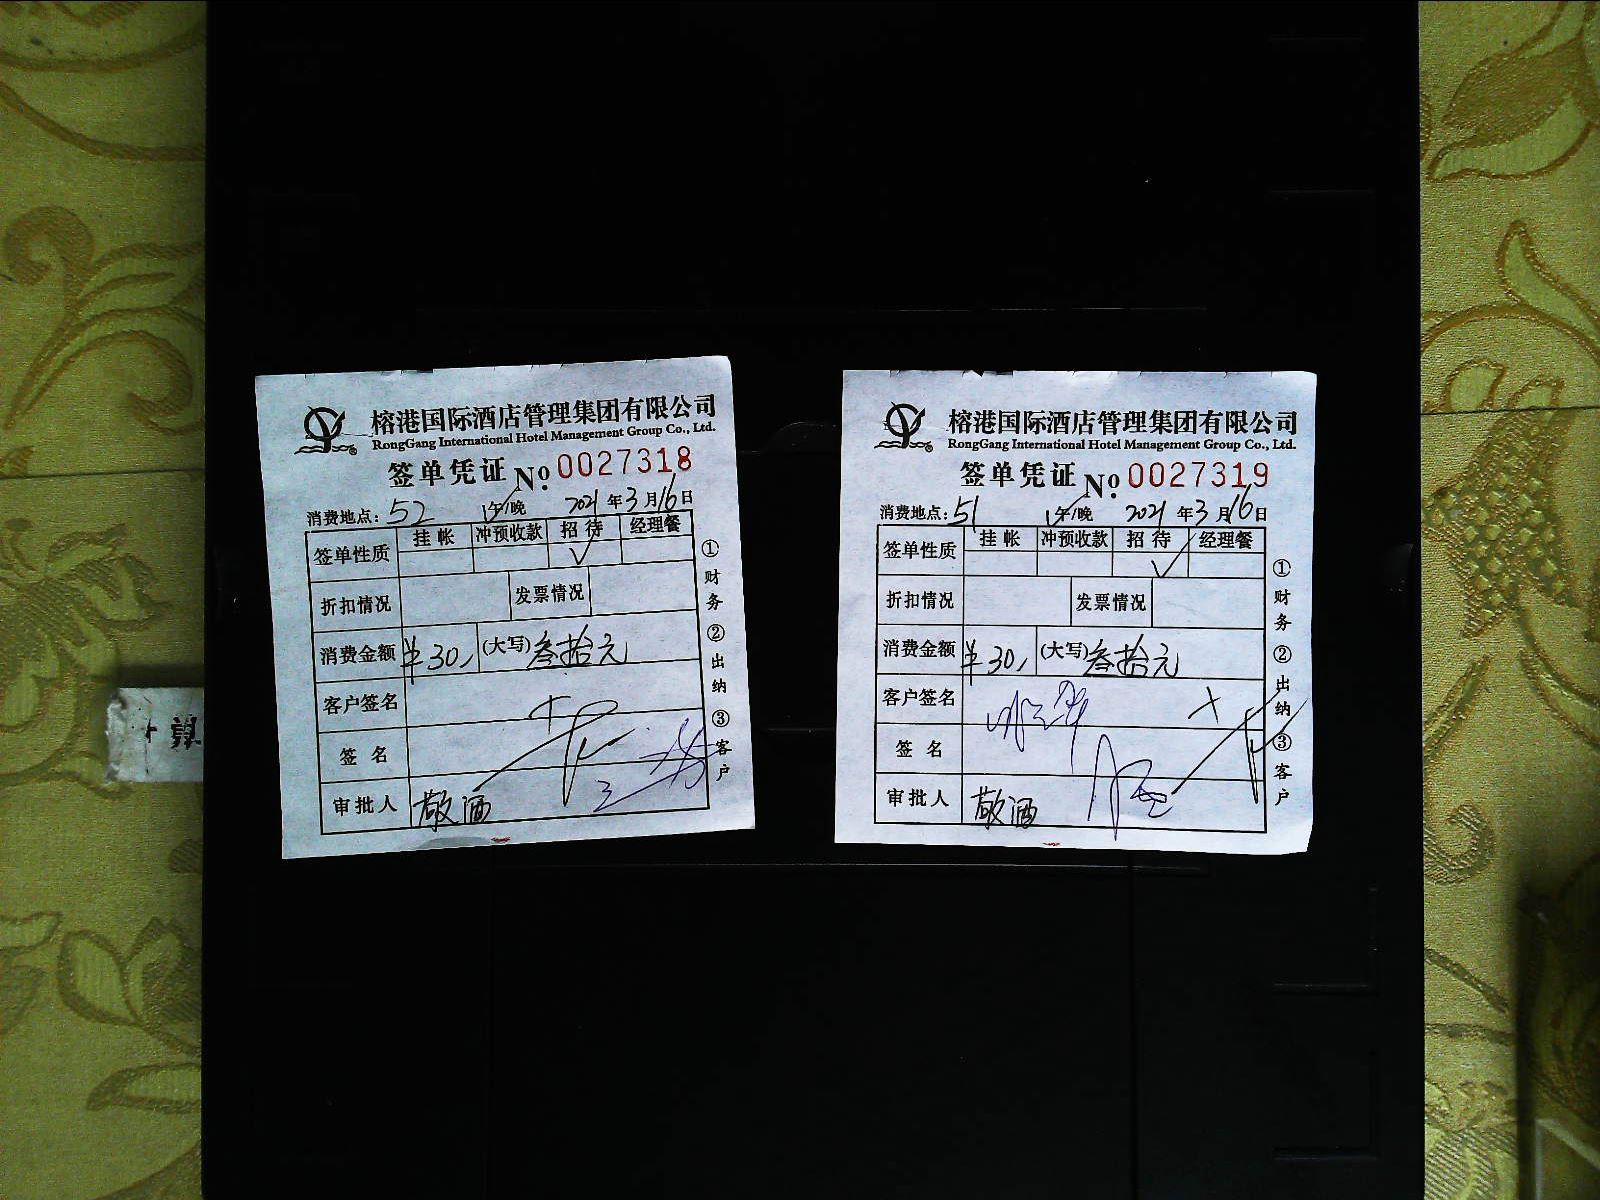 榕港国际酒店管理集团有限公司
RongGang International Hotel Management Group Co., Ltd.
签单凭证 No. 0027318
消费地点: 52 午/晚 2021 年 3 月 16 日
签单性质 挂帐 冲预收款 招待 经理餐
✓
折扣情况 发票情况
消费金额 ¥30, (大写) 叁拾元
客户签名
签名
审批人 敬酒
①财务 ②出纳 ③客户
榕港国际酒店管理集团有限公司
RongGang International Hotel Management Group Co., Ltd.
签单凭证 No. 0027319
消费地点: 51 午/晚 2021 年 3 月 16 日
签单性质 挂帐 冲预收款 招待 经理餐
✓
折扣情况 发票情况
消费金额 ¥30, (大写) 叁拾元
客户签名
签名
审批人 敬酒
①财务 ②出纳 ③客户